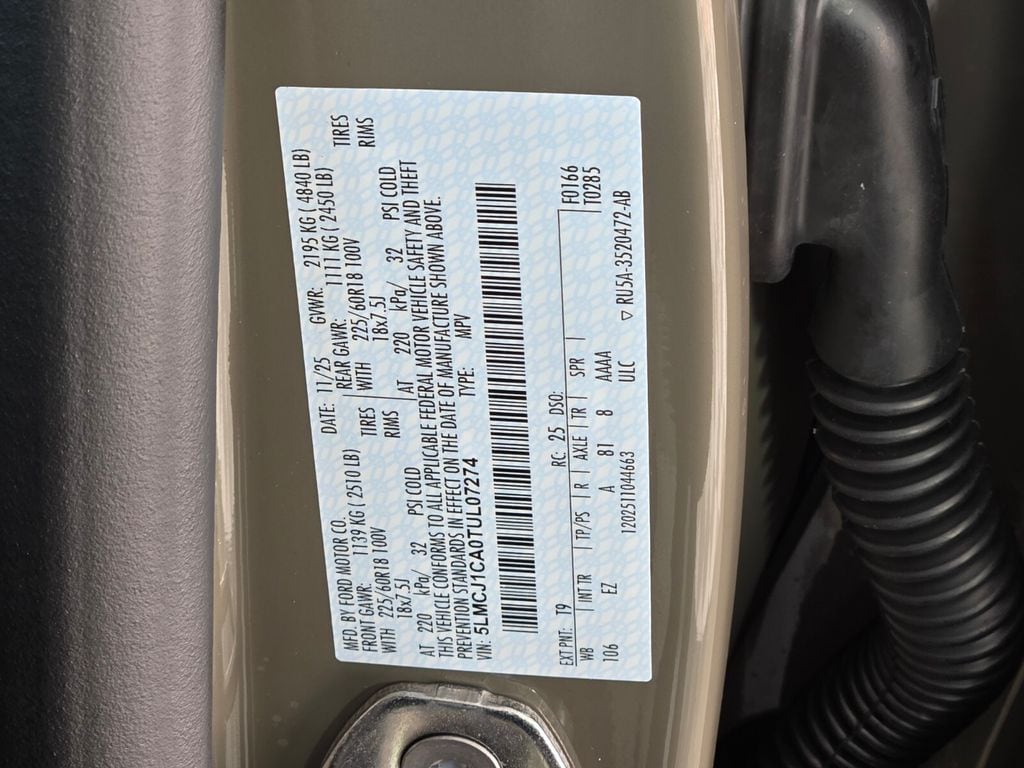 MFD. BY FORD MOTOR CO. DATE: 11/25 GVWR: 2195 KG ( 4840 LB)
FRONT GAWR: 1139 KG ( 2510 LB) REAR GAWR: 1111 KG ( 2450 LB)
WITH 225/60R18 100V TIRES WITH 225/60R18 100V TIRES
18x7.5J RIMS 18x7.5J RIMS
AT 220 kPa/ 32 PSI COLD AT 220 kPa/ 32 PSI COLD
THIS VEHICLE CONFORMS TO ALL APPLICABLE FEDERAL MOTOR VEHICLE SAFETY AND THEFT
PREVENTION STANDARDS IN EFFECT ON THE DATE OF MANUFACTURE SHOWN ABOVE.
VIN: 5LMCJ1CA0TUL07274 TYPE: MPV
EXT PNT: T9 RC: 25 DSO: F0166
WB | INT TR | TP/PS | R | AXLE | TR | SPR | T0285
106 EZ A 81 8 AAAA
120251104663 ULC
▽ RU5A-3520472-AB